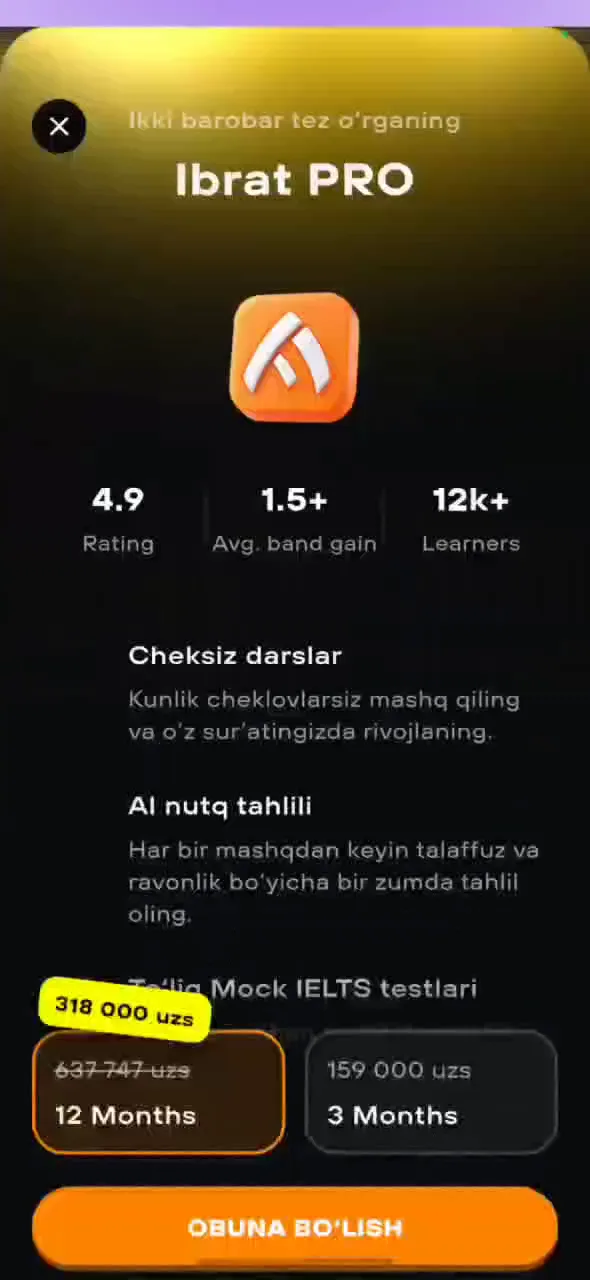 Ikki barobar tez o'rganing
Ibrat PRO
4.9
Rating
1.5+
Avg. band gain
12k+
Learners
Cheksiz darslar
Kunlik cheklovlarsiz mashq qiling
va o'z sur'atingizda rivojlaning.
AI nutq tahlili
Har bir mashqdan keyin talaffuz va
ravonlik bo'yicha bir zumda tahlil
oling.
To'liq Mock IELTS testlari
318 000 uzs
637 747 uzs
12 Months
159 000 uzs
3 Months
OBUNA BO'LISH